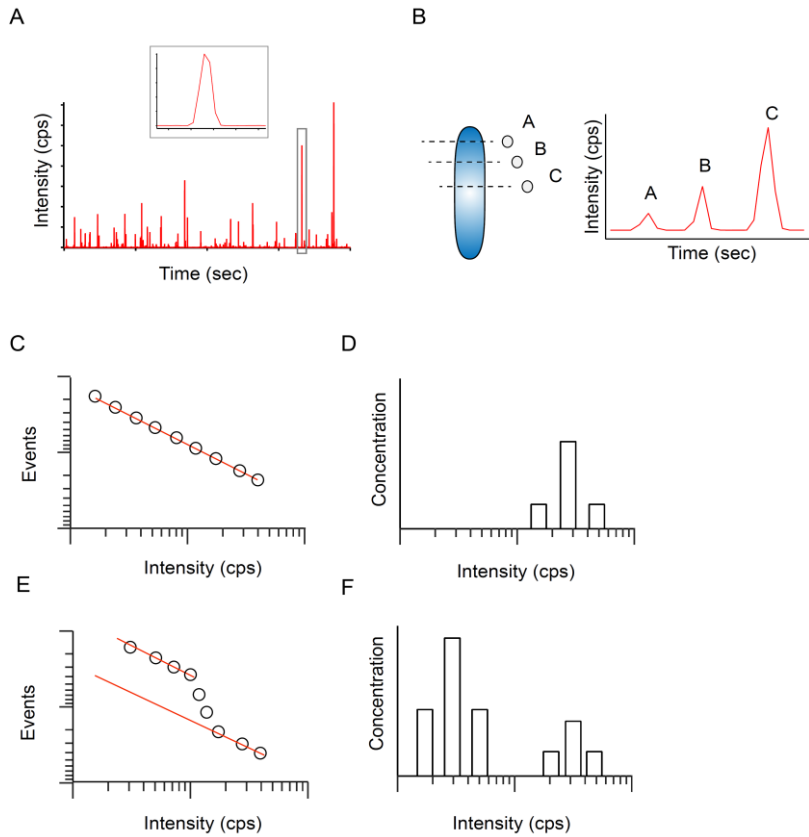 A
Intensity (cps)
Time (sec)
B
A
B
C
Intensity (cps)
A
B
C
Time (sec)
C
Events
Intensity (cps)
D
Concentration
Intensity (cps)
E
Events
Intensity (cps)
F
Concentration
Intensity (cps)